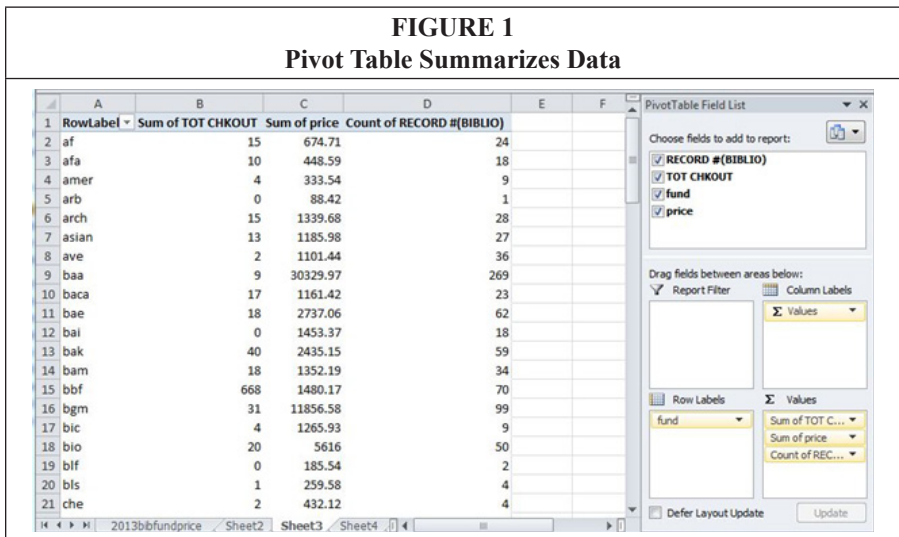 FIGURE 1
Pivot Table Summarizes Data
A B C D E F
1 RowLabel Sum of TOT CHKOUT Sum of price Count of RECORD #(BIBLIO)
2 af 15 674.71 24
3 afa 10 448.59 18
4 amer 4 333.54 9
5 arb 0 88.42 1
6 arch 15 1339.68 28
7 asian 13 1185.98 27
8 ave 2 1101.44 36
9 baa 9 30329.97 269
10 baca 17 1161.42 23
11 bae 18 2737.06 62
12 bai 0 1453.37 18
13 bak 40 2435.15 59
14 bam 18 1352.19 34
15 bbf 668 1480.17 70
16 bgm 31 11856.58 99
17 bic 4 1265.93 9
18 bio 20 5616 50
19 blf 0 185.54 2
20 bls 1 259.58 4
21 che 2 432.12 4
2013bibfundprice Sheet2 Sheet3 Sheet4
PivotTable Field List
Choose fields to add to report:
RECORD #(BIBLIO)
TOT CHKOUT
fund
price
Drag fields between areas below:
Report Filter Column Labels
Σ Values
Row Labels Σ Values
fund Sum of TOT C...
Sum of price
Count of REC...
Defer Layout Update Update